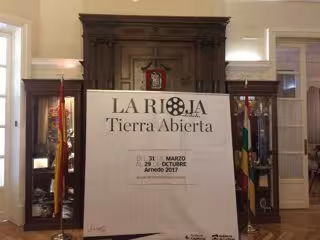 LA RIOJA
Tierra Abierta
DEL 31 DE MARZO
AL 29 DE OCTUBRE
Arnedo 2017